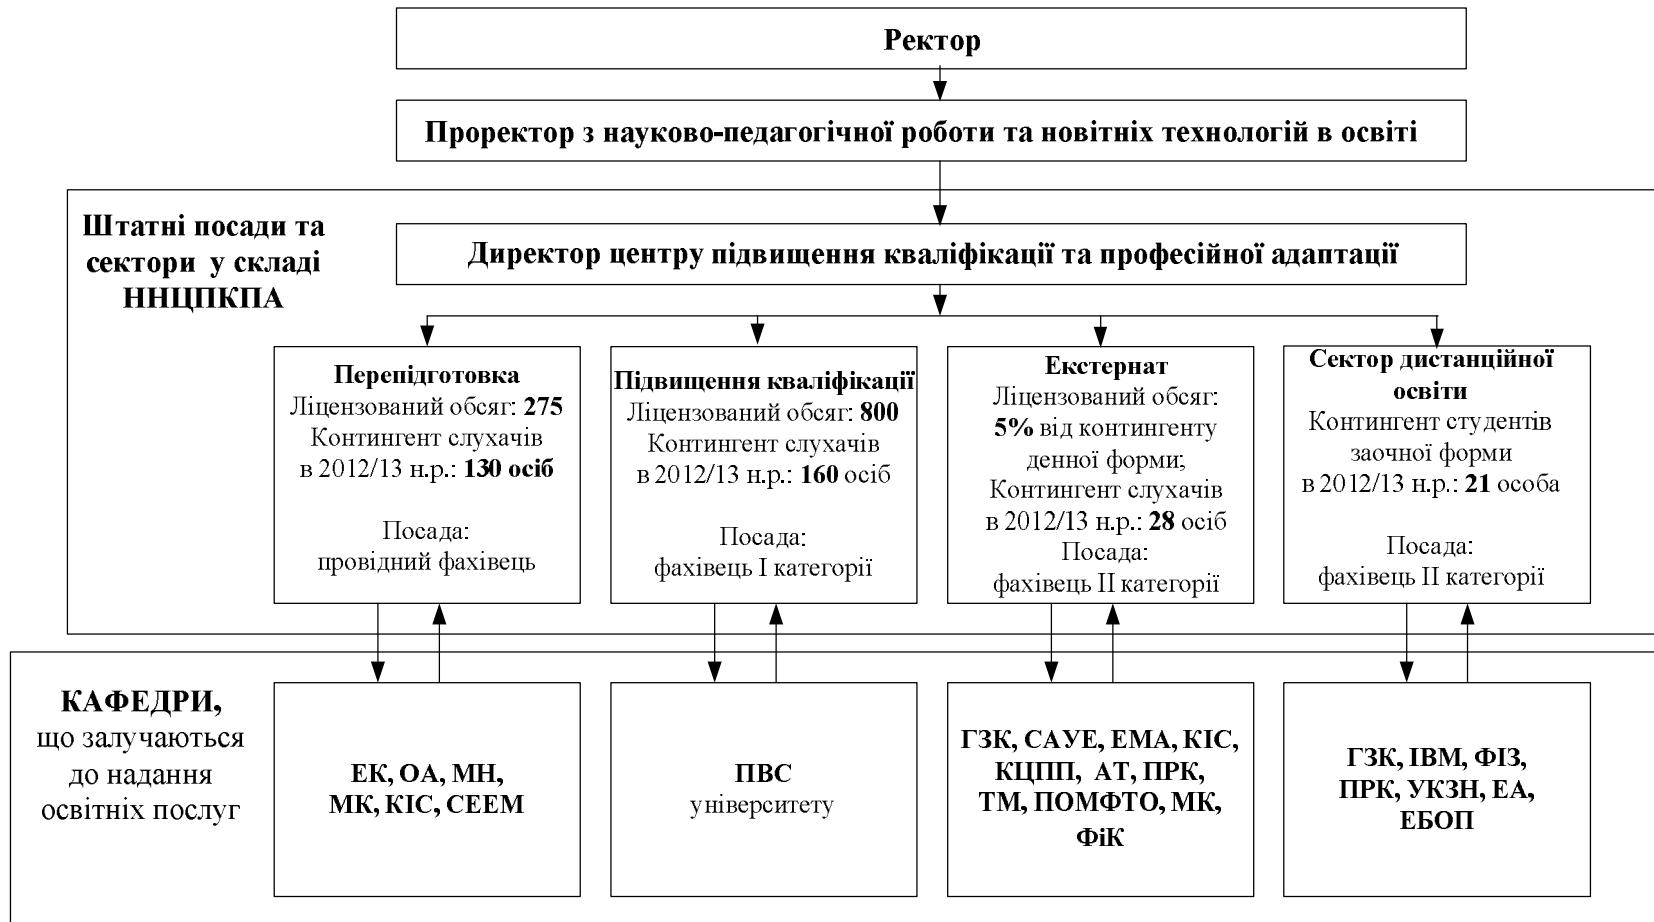 Ректор
Проректор з науково-педагогічної роботи та новітніх технологій в освіті
Штатні посади та
сектори у складі
ННЦПКПА
Директор центру підвищення кваліфікації та професійної адаптації
Перепідготовка
Ліцензований обсяг: 275
Контингент слухачів
в 2012/13 н.р.: 130 осіб
Посада:
провідний фахівець
Підвищення кваліфікації
Ліцензований обсяг: 800
Контингент слухачів
в 2012/13 н.р.: 160 осіб
Посада:
фахівець І категорії
Екстернат
Ліцензований обсяг:
5% від контингенту
денної форми;
Контингент слухачів
в 2012/13 н.р.: 28 осіб
Посада:
фахівець ІІ категорії
Сектор дистанційної
освіти
Контингент студентів
заочної форми
в 2012/13 н.р.: 21 особа
Посада:
фахівець ІІ категорії
КАФЕДРИ,
що залучаються
до надання
освітніх послуг
ЕК, ОА, МН,
МК, КІС, СЕЕМ
ПВС
університету
ГЗК, САУЕ, ЕМА, КІС,
КЦПП, АТ, ПРК,
ТМ, ПОМФТО, МК,
ФіК
ГЗК, ІВМ, ФІЗ,
ПРК, УКЗН, ЕА,
ЕБОП